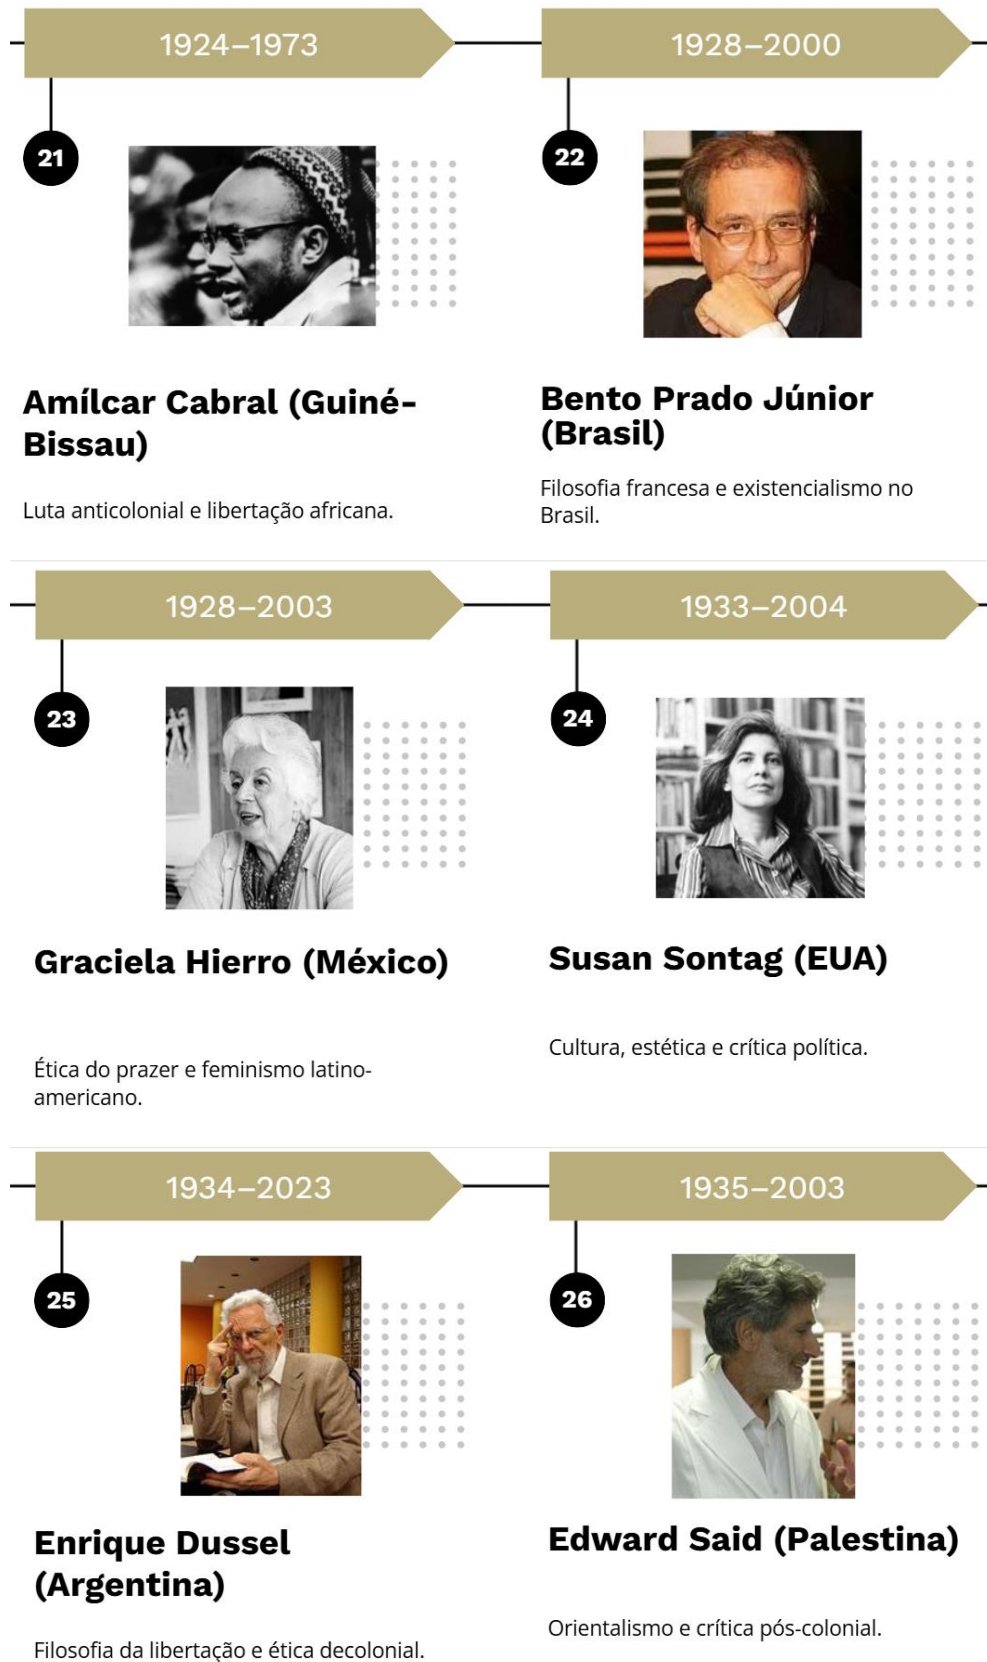 1924–1973
1928–2000
21
22
Amílcar Cabral (Guiné-
Bissau)
Bento Prado Júnior
(Brasil)
Luta anticolonial e libertação africana.
Filosofia francesa e existencialismo no
Brasil.
1928–2003
1933–2004
23
24
Graciela Hierro (México)
Susan Sontag (EUA)
Ética do prazer e feminismo latino-
americano.
Cultura, estética e crítica política.
1934–2023
1935–2003
25
26
Enrique Dussel
(Argentina)
Edward Said (Palestina)
Filosofia da libertação e ética decolonial.
Orientalismo e crítica pós-colonial.